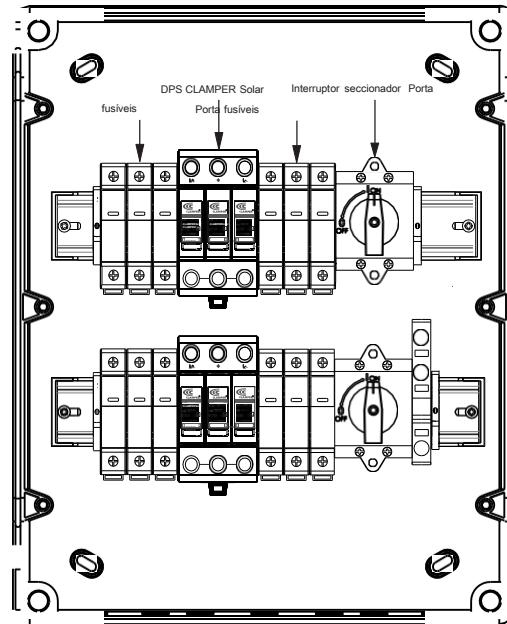 DPS CLAMPER Solar
Interruptor seccionador Porta
fusíveis
Porta fusíveis
ON
OFF
ON
OFF